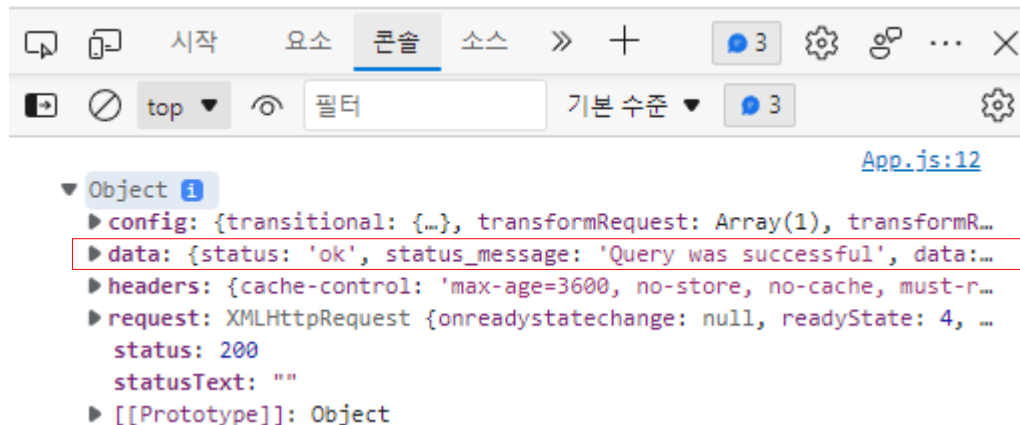 시작 요소 콘솔 소스 » + 3 ... ×
top ▼ 필터 기본 수준 ▼ 3
App.js:12
▼ Object i
▶ config: {transitional: {…}, transformRequest: Array(1), transformR…
▶ data: {status: 'ok', status_message: 'Query was successful', data:…
▶ headers: {cache-control: 'max-age=3600, no-store, no-cache, must-r…
▶ request: XMLHttpRequest {onreadystatechange: null, readyState: 4, …
status: 200
statusText: ""
▶ [[Prototype]]: Object